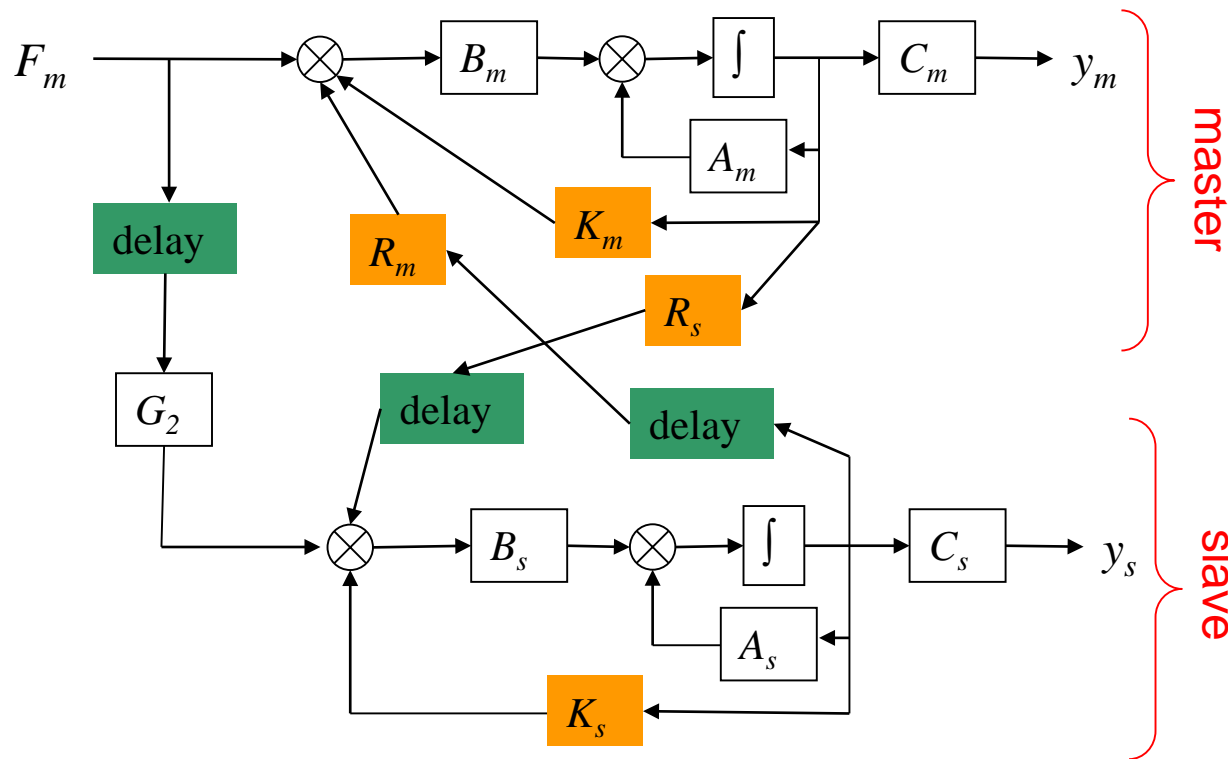 F_m
B_m
∫
C_m
y_m
A_m
master
delay
K_m
R_m
R_s
G_2
delay
delay
B_s
∫
C_s
y_s
slave
A_s
K_s